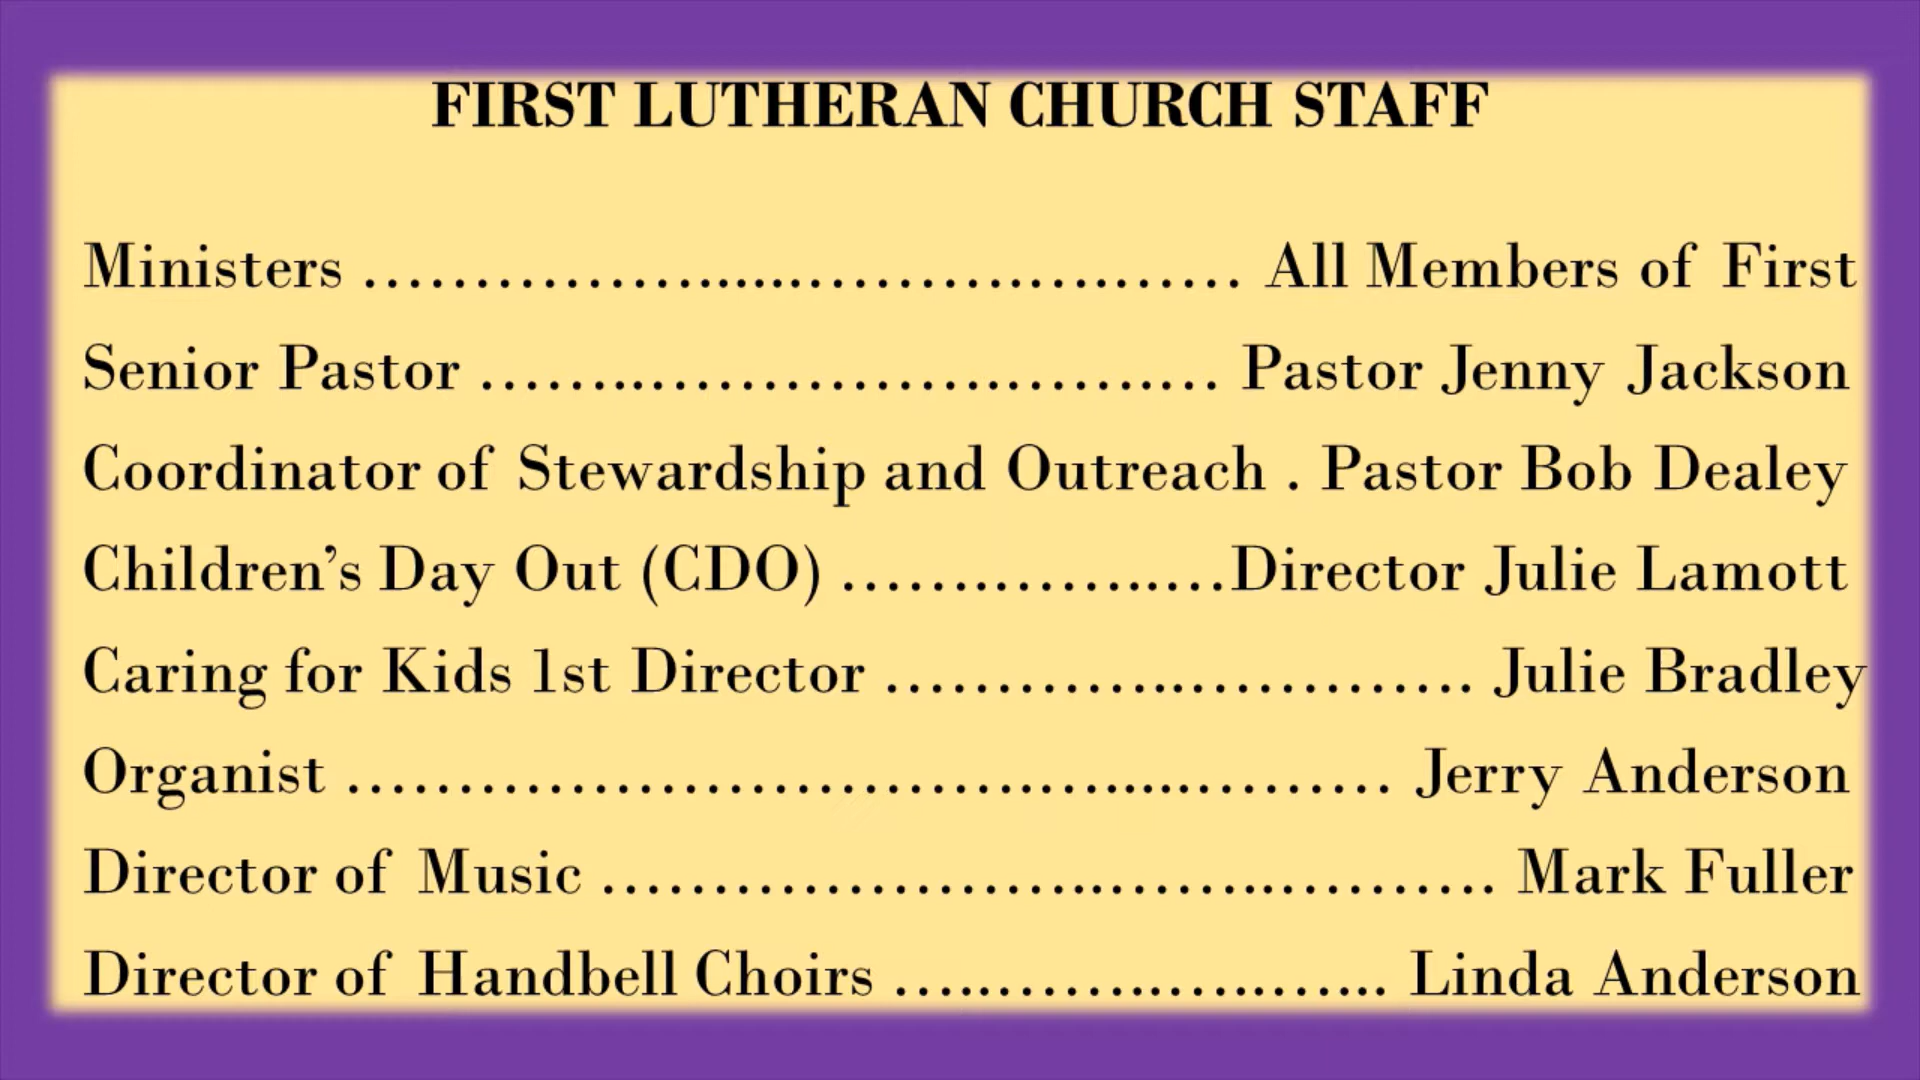 FIRST LUTHERAN CHURCH STAFF
Ministers ……………......………..…..…… All Members of First
Senior Pastor ……..……………..……..… Pastor Jenny Jackson
Coordinator of Stewardship and Outreach . Pastor Bob Dealey
Children’s Day Out (CDO) …….……..…Director Julie Lamott
Caring for Kids 1st Director …………..…………. Julie Bradley
Organist …………………………..…....……… Jerry Anderson
Director of Music …………………..……..………. Mark Fuller
Director of Handbell Choirs …..……..…..…... Linda Anderson